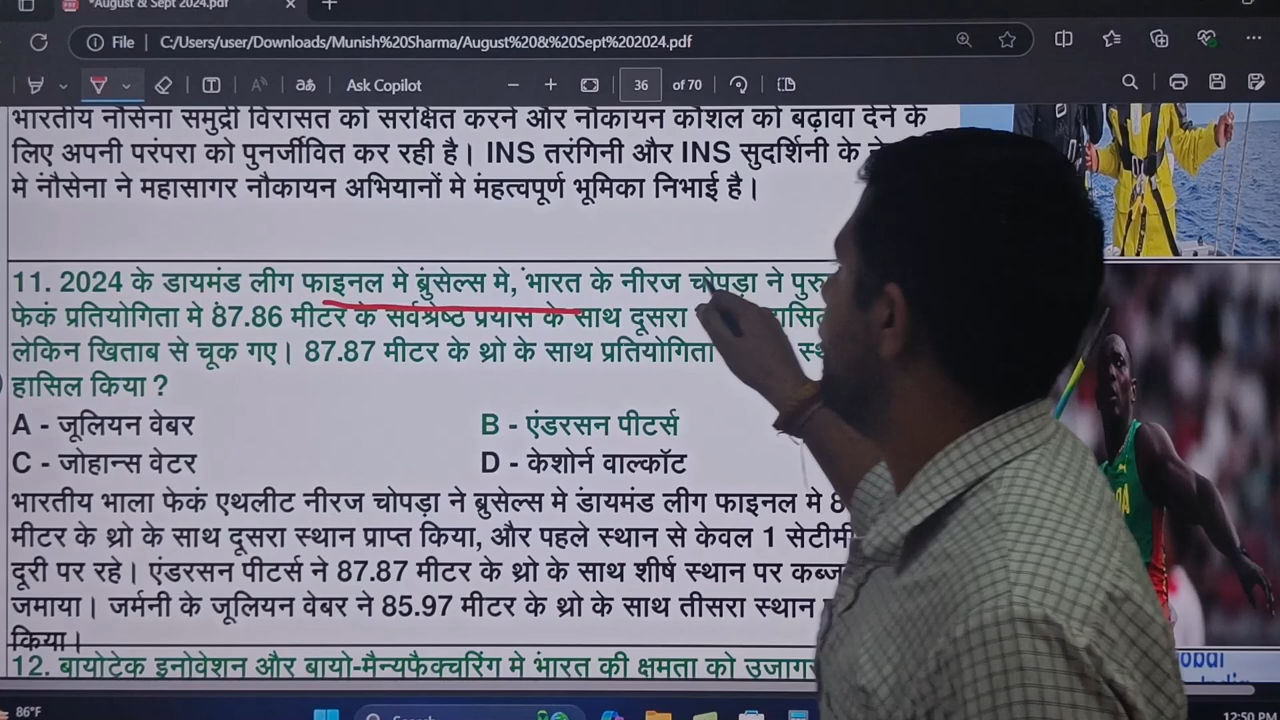 *August & Sept 2024.pdf
File | C:/Users/user/Downloads/Munish%20Sharma/August%20&%20Sept%202024.pdf
Ask Copilot 36 of 70
भारतीय नौसेना समुद्री विरासत को संरक्षित करने और नौकायन कौशल को बढ़ावा देने के
लिए अपनी परंपरा को पुनर्जीवित कर रही है। INS तरंगिनी और INS सुदर्शिनी के
मे नौसेना ने महासागर नौकायन अभियानों मे मंहत्वपूर्ण भूमिका निभाई है।
11. 2024 के डायमंड लीग फाइनल मे ब्रुसेल्स मे, भारत के नीरज चोपड़ा ने
फेकं प्रतियोगिता मे 87.86 मीटर के सर्वश्रेष्ठ प्रयास के साथ दूसरा
लेकिन खिताब से चूक गए। 87.87 मीटर के थ्रो के साथ प्रतियोगिता
हासिल किया ?
A - जूलियन वेबर B - एंडरसन पीटर्स
C - जोहान्स वेटर D - केशोर्न वाल्कॉट
भारतीय भाला फेकं एथलीट नीरज चोपड़ा ने ब्रुसेल्स मे डांयमंड लीग फाइनल मे
मीटर के थ्रो के साथ दूसरा स्थान प्राप्त किया, और पहले स्थान से केवल 1
दूरी पर रहे। एंडरसन पीटर्स ने 87.87 मीटर के थ्रो के साथ शीर्ष स्थान पर
जमाया। जर्मनी के जूलियन वेबर ने 85.97 मीटर के थ्रो के साथ तीसरा स्थान
किया।
12. बायोटेक इनोवेशन और बायो-मैन्यफैक्चरिंग मे भारत की क्षमता को
86°F
12:50 PM